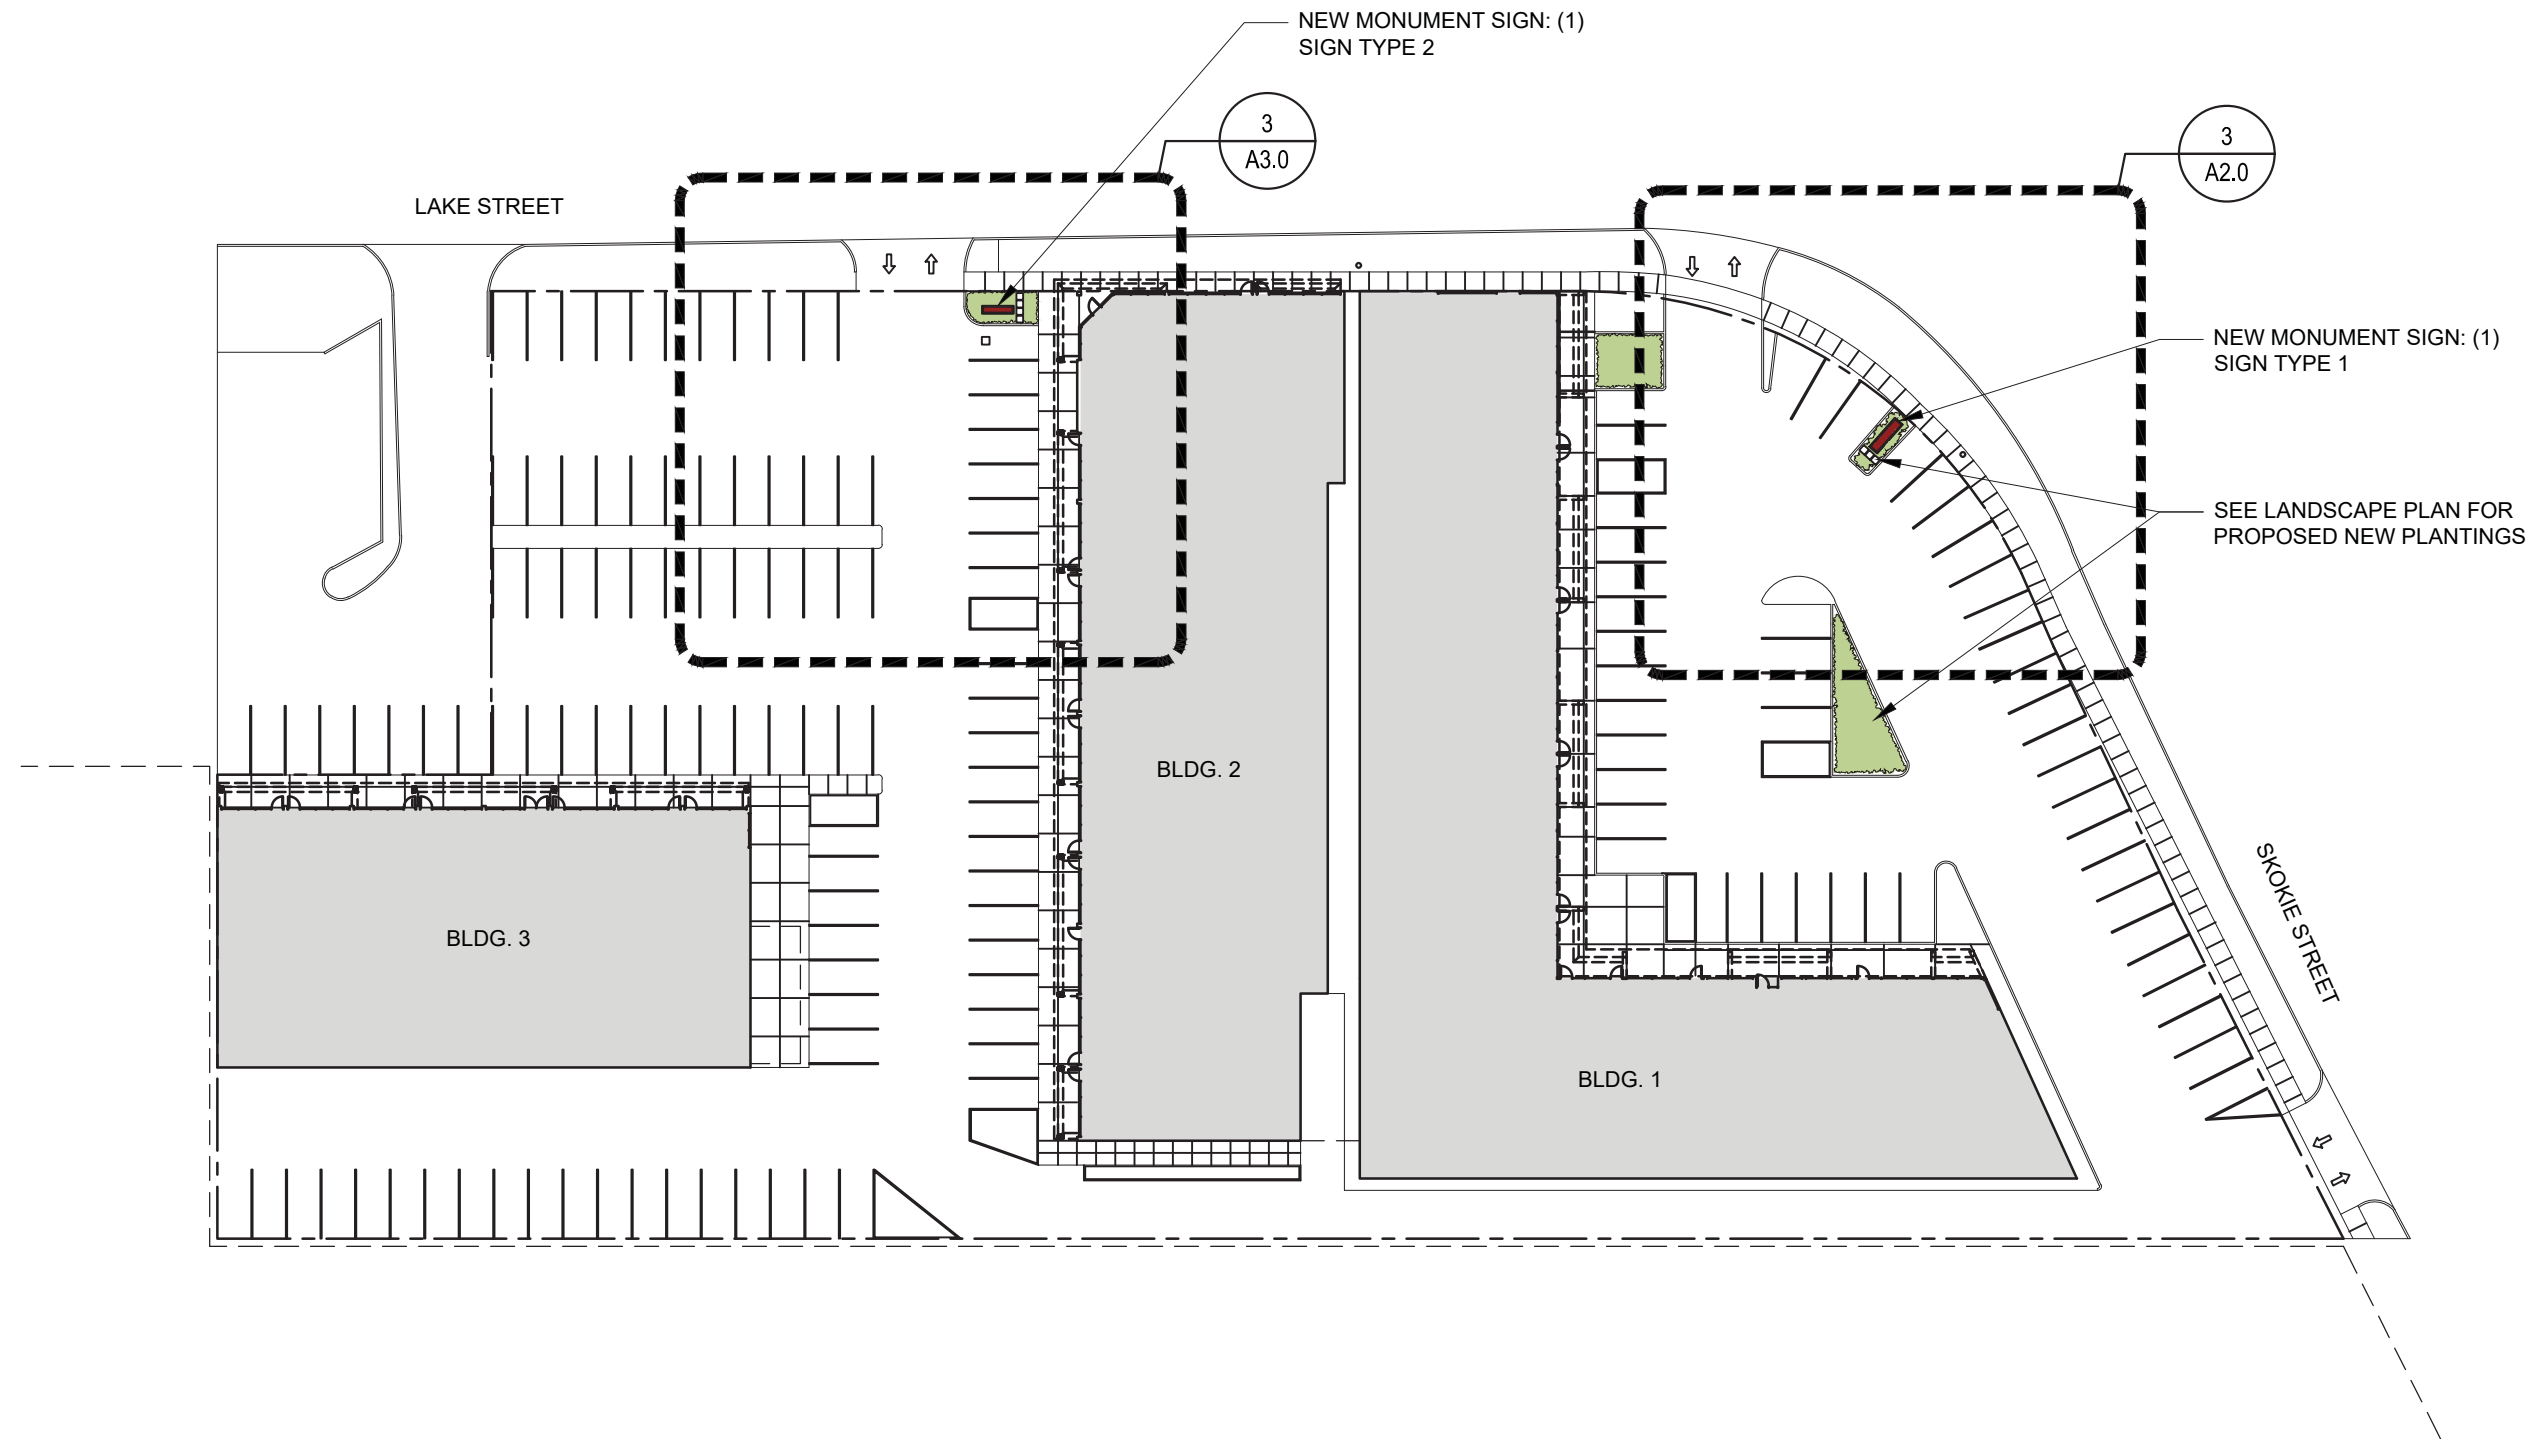 NEW MONUMENT SIGN: (1)
SIGN TYPE 2
3
A3.0
3
A2.0
LAKE STREET
NEW MONUMENT SIGN: (1)
SIGN TYPE 1
SEE LANDSCAPE PLAN FOR
PROPOSED NEW PLANTINGS
BLDG. 2
SKOKIE STREET
BLDG. 3
BLDG. 1